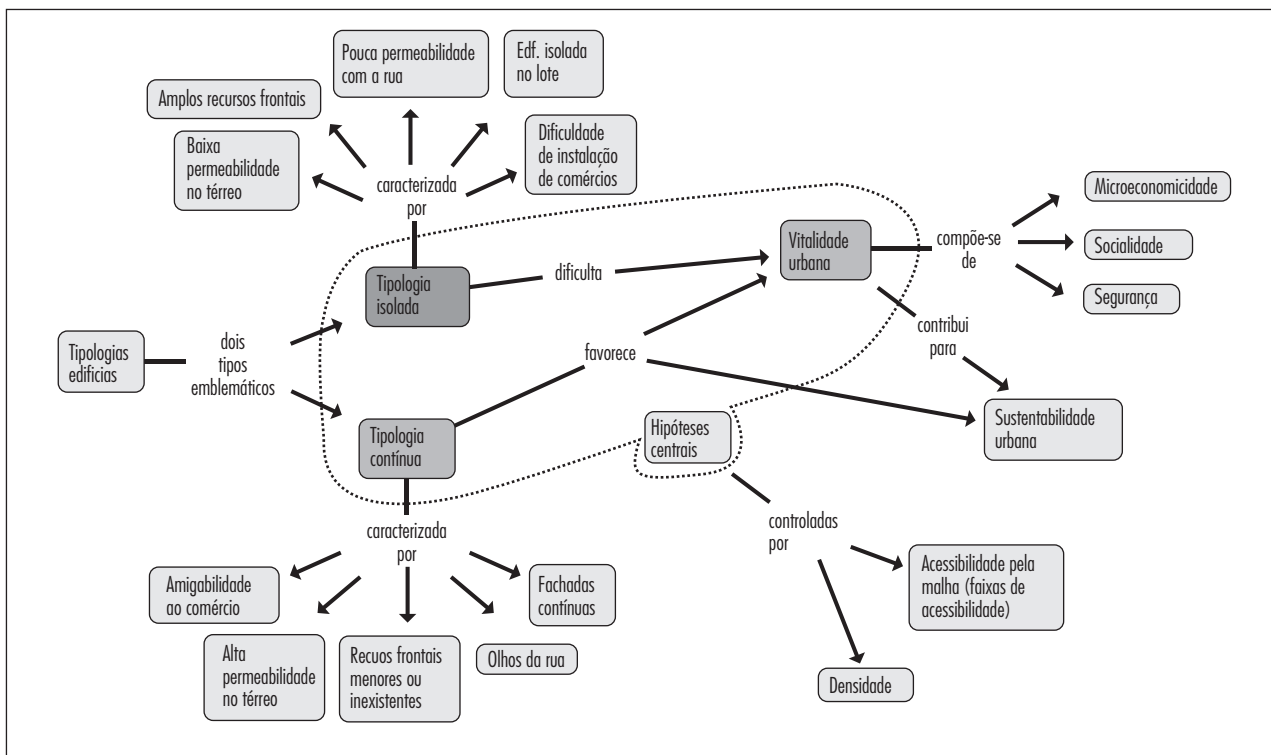 Pouca permeabilidade
com a rua
Edf. isolada
no lote
Amplos recursos frontais
Baixa
permeabilidade
no térreo
caracterizada
por
Dificuldade
de instalação
de comércios
Microeconomicidade
Vitalidade
urbana
compõe-se
de
Socialidade
Segurança
Tipologia
isolada
dificulta
contribui
para
Tipologias
edifícias
dois
tipos
emblemáticos
favorece
Tipologia
contínua
Hipóteses
centrais
Sustentabilidade
urbana
caracterizada
por
controladas
por
Amigabilidade
ao comércio
Fachadas
contínuas
Acessibilidade pela
malha (faixas de
acessibilidade)
Alta
permeabilidade
no térreo
Recuos frontais
menores ou
inexistentes
Olhos da rua
Densidade